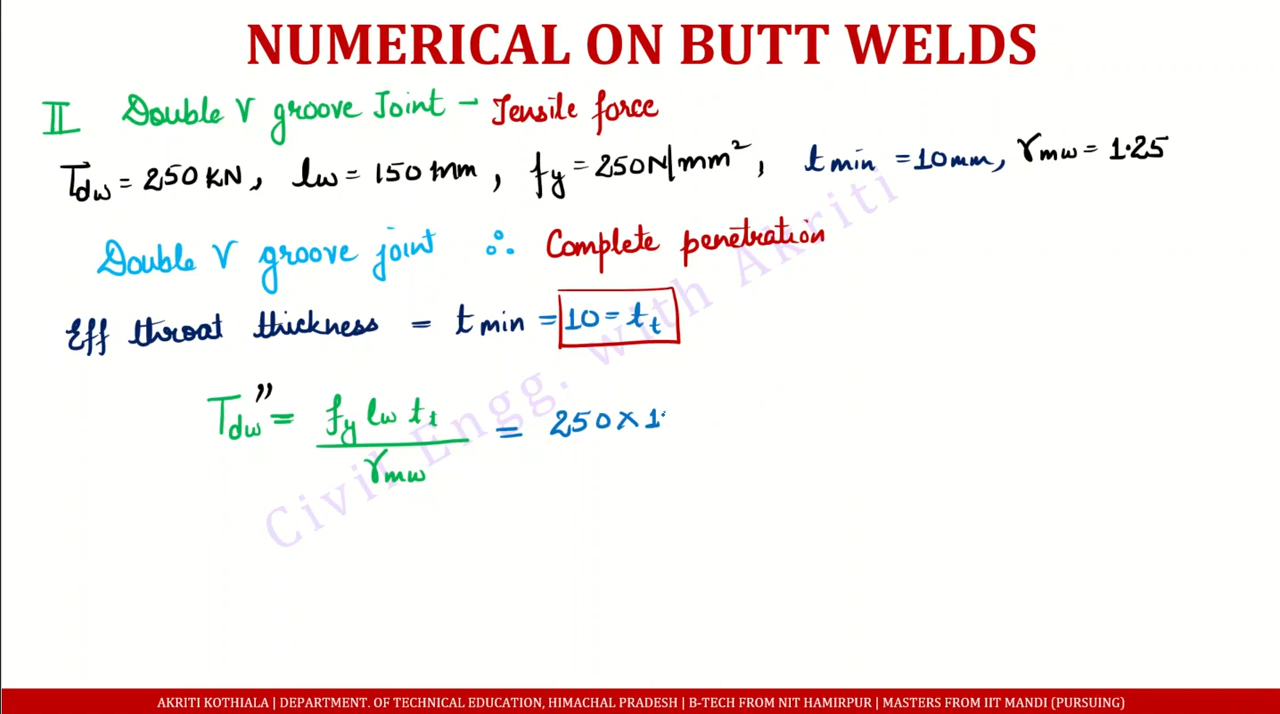 NUMERICAL ON BUTT WELDS
II Double V groove Joint - Tensile force
Tdw = 250 KN, lw = 150 mm, fy = 250 N/mm², tmin = 10mm, γmw = 1.25
Double V groove joint ∴ Complete penetration
Eff throat thickness = tmin = 10 = tt
Tdw" = fy lw tt / γmw = 250 × 1
Civil Engg. with Akriti
AKRITI KOTHIALA | DEPARTMENT. OF TECHNICAL EDUCATION, HIMACHAL PRADESH | B-TECH FROM NIT HAMIRPUR | MASTERS FROM IIT MANDI (PURSUING)